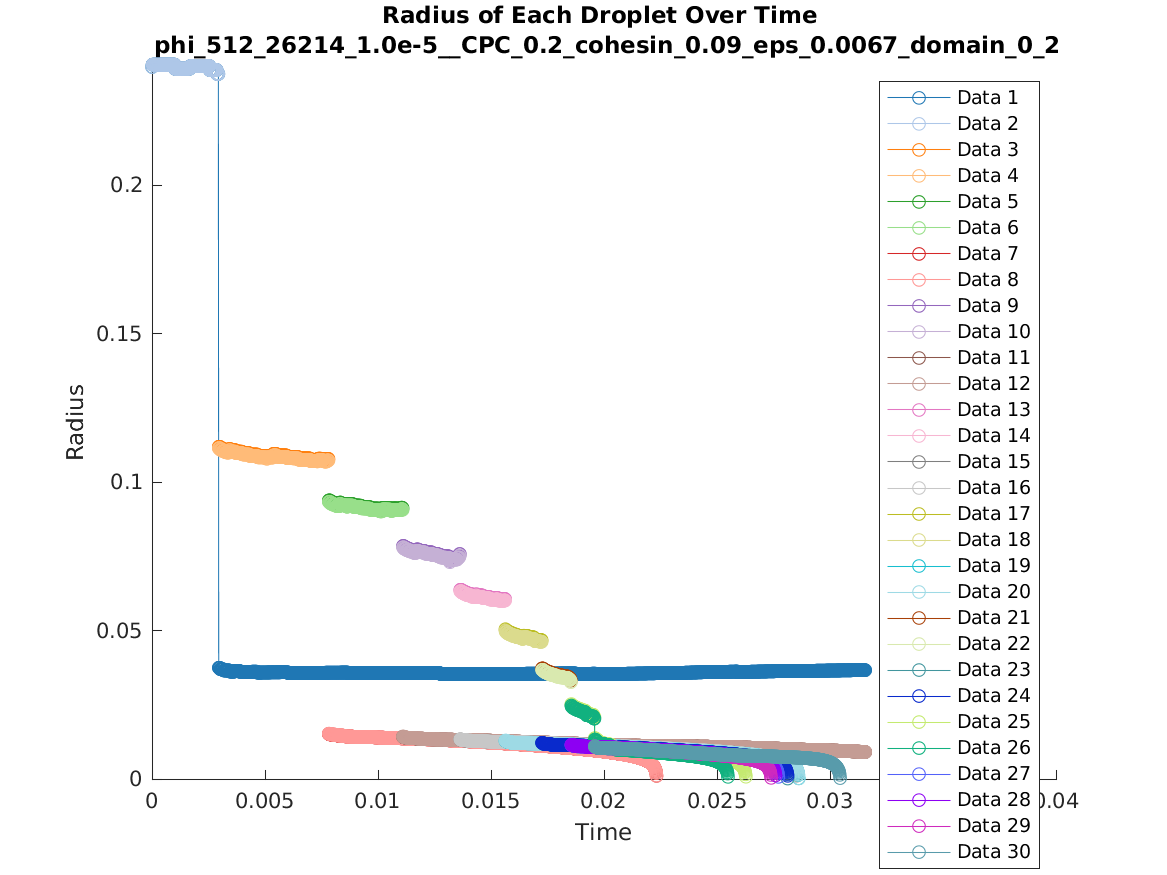 Radius of Each Droplet Over Time
phi_512_26214_1.0e-5__CPC_0.2_cohesin_0.09_eps_0.0067_domain_0_2
0.2
0.15
0.1
0.05
0
Radius
0
0.005
0.01
0.015
0.02
0.025
0.03
0.04
Time
Data 1
Data 2
Data 3
Data 4
Data 5
Data 6
Data 7
Data 8
Data 9
Data 10
Data 11
Data 12
Data 13
Data 14
Data 15
Data 16
Data 17
Data 18
Data 19
Data 20
Data 21
Data 22
Data 23
Data 24
Data 25
Data 26
Data 27
Data 28
Data 29
Data 30